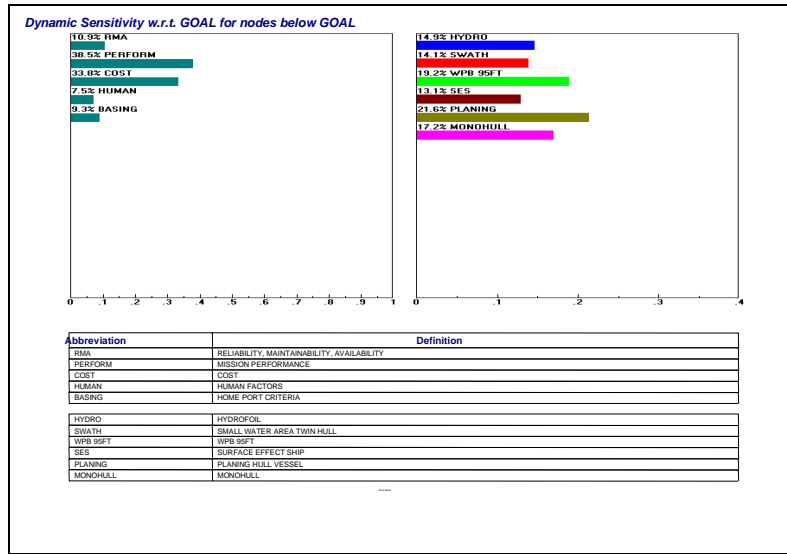 Dynamic Sensitivity w.r.t. GOAL for nodes below GOAL
10.9% RMA
38.5% PERFORM
33.8% COST
7.5% HUMAN
9.3% BASING
0 .1 .2 .3 .4 .5 .6 .7 .8 .9 1
14.9% HYDRO
14.1% SWATH
19.2% WPB 95FT
13.1% SES
21.6% PLANING
17.2% MONOHULL
0 .1 .2 .3 .4
Abbreviation Definition
RMA RELIABILITY, MAINTAINABILITY, AVAILABILITY
PERFORM MISSION PERFORMANCE
COST COST
HUMAN HUMAN FACTORS
BASING HOME PORT CRITERIA
HYDRO HYDROFOIL
SWATH SMALL WATER AREA TWIN HULL
WPB 95FT WPB 95FT
SES SURFACE EFFECT SHIP
PLANING PLANING HULL VESSEL
MONOHULL MONOHULL